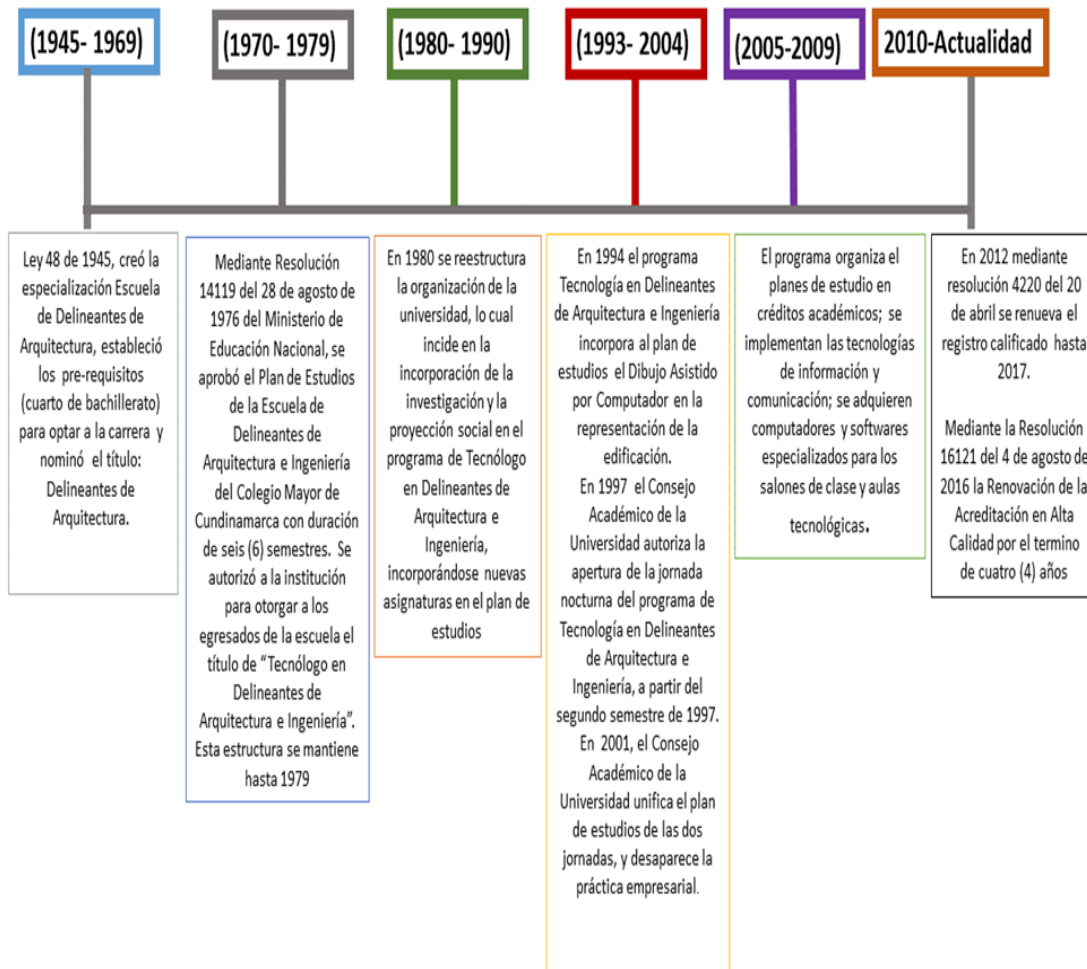 (1945- 1969)
(1970- 1979)
(1980- 1990)
(1993- 2004)
(2005-2009)
2010-Actualidad
Ley 48 de 1945, creó la
especialización Escuela
de Delineantes de
Arquitectura, estableció
los pre-requisitos
(cuarto de bachillerato)
para optar a la carrera y
nominó el título:
Delineantes de
Arquitectura.
Mediante Resolución
14119 del 28 de agosto de
1976 del Ministerio de
Educación Nacional, se
aprobó el Plan de Estudios
de la Escuela de
Delineantes de
Arquitectura e Ingeniería
del Colegio Mayor de
Cundinamarca con duración
de seis (6) semestres. Se
autorizó a la institución
para otorgar a los
egresados de la escuela el
título de “Tecnólogo en
Delineantes de
Arquitectura e Ingeniería”.
Esta estructura se mantiene
hasta 1979
En 1980 se reestructura
la organización de la
universidad, lo cual
incide en la
incorporación de la
investigación y la
proyección social en el
programa de Tecnólogo
en Delineantes de
Arquitectura e
Ingeniería,
incorporándose nuevas
asignaturas en el plan de
estudios
En 1994 el programa
Tecnología en Delineantes
de Arquitectura e Ingeniería
incorpora al plan de
estudios el Dibujo Asistido
por Computador en la
representación de la
edificación.
En 1997 el Consejo
Académico de la
Universidad autoriza la
apertura de la jornada
nocturna del programa de
Tecnología en Delineantes
de Arquitectura e
Ingeniería, a partir del
segundo semestre de 1997.
En 2001, el Consejo
Académico de la
Universidad unifica el plan
de estudios de las dos
jornadas, y desaparece la
práctica empresarial.
El programa organiza el
planes de estudio en
créditos académicos; se
implementan las tecnologías
de información y
comunicación; se adquieren
computadores y softwares
especializados para los
salones de clase y aulas
tecnológicas.
En 2012 mediante
resolución 4220 del 20
de abril se renueva el
registro calificado hasta
2017.
Mediante la Resolución
16121 del 4 de agosto de
2016 la Renovación de la
Acreditación en Alta
Calidad por el termino
de cuatro (4) años